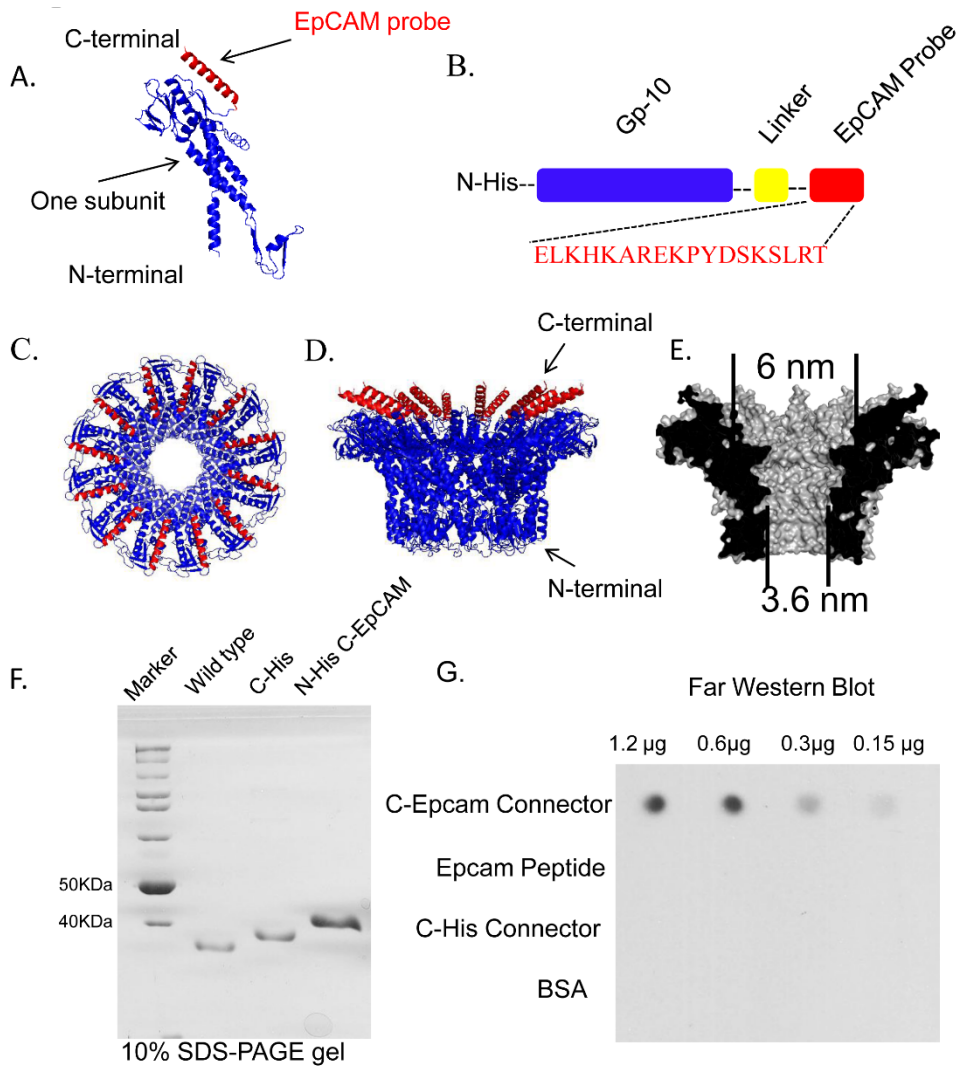 C-terminal
EpCAM probe
A.
One subunit
N-terminal
B.
Gp-10
Linker
EpCAM Probe
N-His
ELKHKAREKPYDSKSLRT
C.
D.
C-terminal
N-terminal
E.
6 nm
3.6 nm
F.
Marker
Wild type
C-His
N-His C-EpCAM
50KDa
40KDa
10% SDS-PAGE gel
G.
Far Western Blot
1.2 µg 0.6µg 0.3µg 0.15 µg
C-Epcam Connector
Epcam Peptide
C-His Connector
BSA